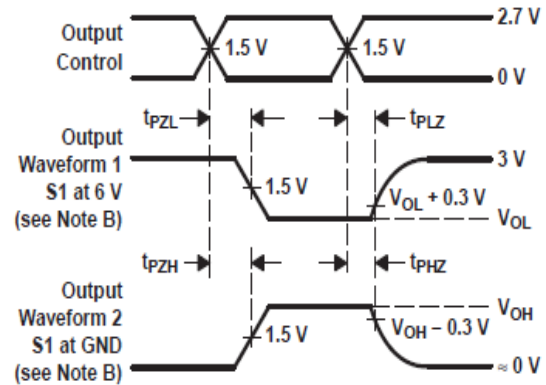 2.7 V
Output
Control
1.5 V
1.5 V
0 V
tPZL
tPLZ
Output
Waveform 1
S1 at 6 V
(see Note B)
3 V
1.5 V
VOL + 0.3 V
VOL
tPZH
tPHZ
Output
Waveform 2
S1 at GND
(see Note B)
VOH
1.5 V
VOH – 0.3 V
≈ 0 V